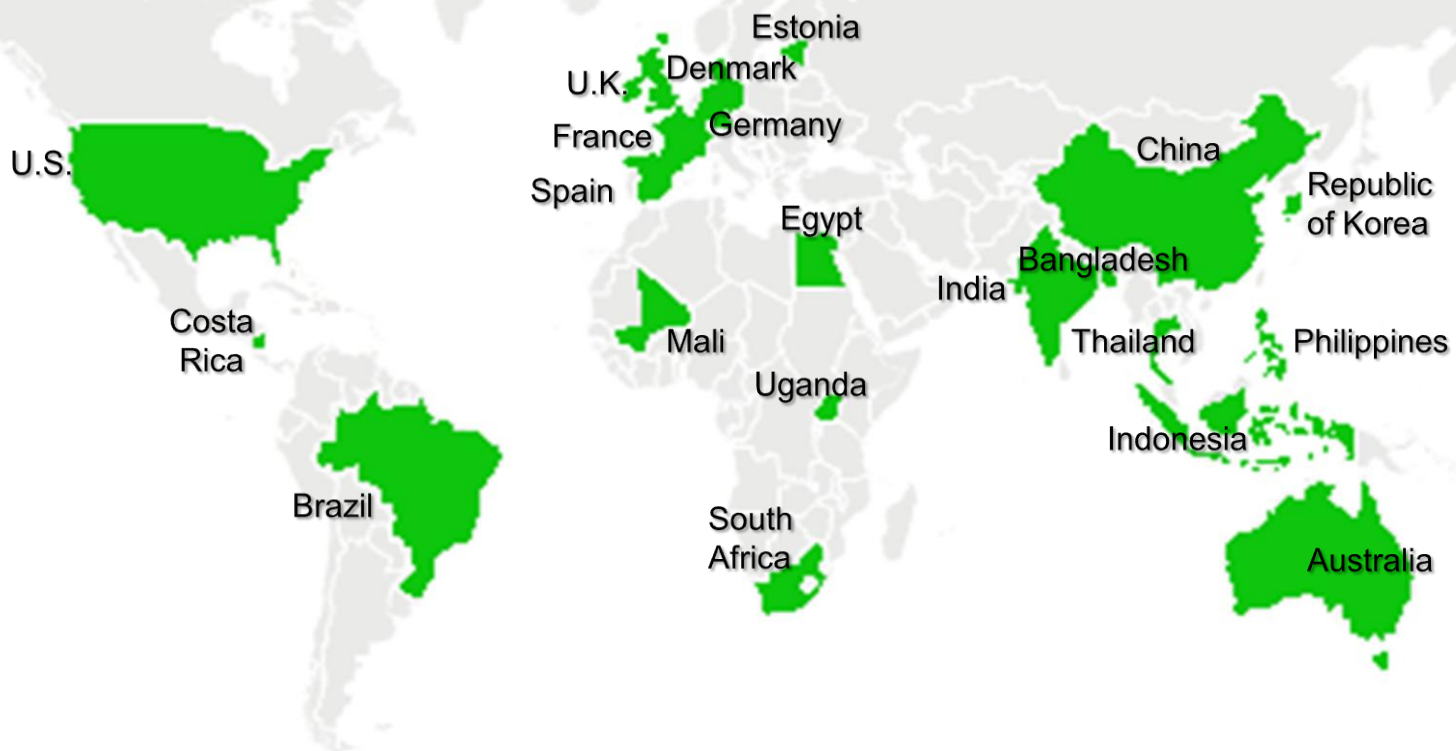 Estonia
Denmark
U.K.
France
Germany
U.S.
China
Spain
Republic
of Korea
Egypt
Bangladesh
India
Costa
Rica
Mali
Thailand
Philippines
Uganda
Indonesia
Brazil
South
Africa
Australia